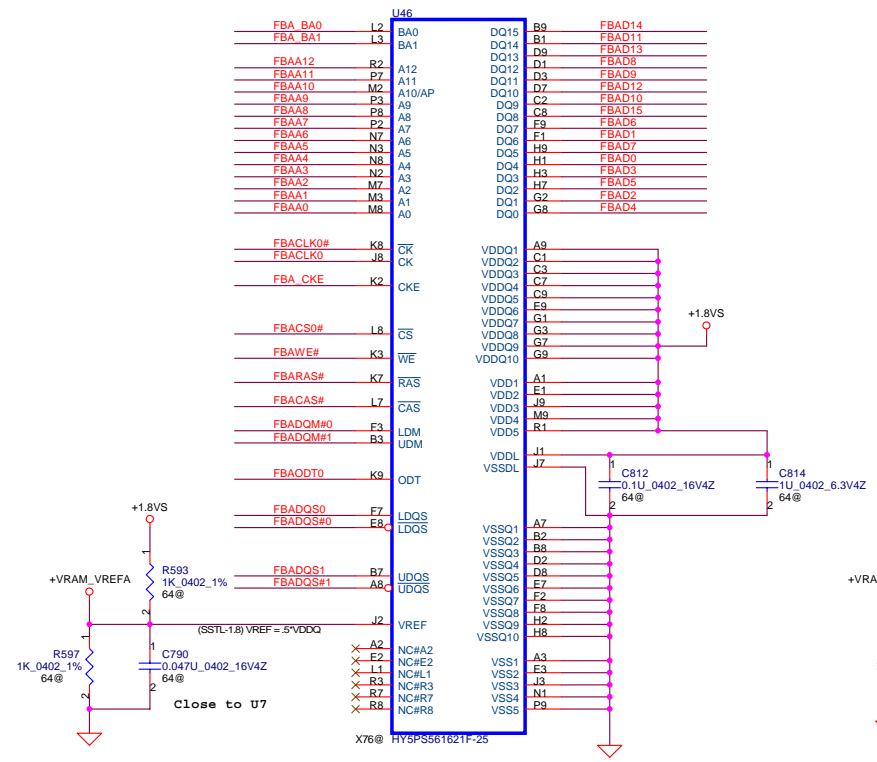 U46
FBA_BA0 L2 BA0 DQ15 B9 FBAD14
FBA_BA1 L3 BA1 DQ14 B1 FBAD11
DQ13 D9 FBAD13
FBAA12 R2 A12 DQ12 D1 FBAD8
FBAA11 P7 A11 DQ11 D3 FBAD9
FBAA10 M2 A10/AP DQ10 D7 FBAD12
FBAA9 P3 A9 DQ9 C2 FBAD10
FBAA8 P8 A8 DQ8 C8 FBAD15
FBAA7 P2 A7 DQ7 F9 FBAD6
FBAA6 N7 A6 DQ6 F1 FBAD1
FBAA5 N3 A5 DQ5 H9 FBAD7
FBAA4 N8 A4 DQ4 H1 FBAD0
FBAA3 N2 A3 DQ3 H3 FBAD3
FBAA2 M7 A2 DQ2 H7 FBAD5
FBAA1 M3 A1 DQ1 G2 FBAD2
FBAA0 M8 A0 DQ0 G8 FBAD4
FBACLK0# K8 CK VDDQ1 A9
FBACLK0 J8 CK VDDQ2 C1
VDDQ3 C3
FBA_CKE K2 CKE VDDQ4 C7
VDDQ5 C9
VDDQ6 E9
VDDQ7 G1
+1.8VS
FBACS0# L8 CS VDDQ8 G3
VDDQ9 G7
FBAWE# K3 WE VDDQ10 G9
FBARAS# K7 RAS VDD1 A1
VDD2 E1
FBACAS# L7 CAS VDD3 J9
VDD4 M9
FBADQM#0 F3 LDM VDD5 R1
FBADQM#1 B3 UDM
VDDL J1
VSSDL J7
FBAODT0 K9 ODT
1 C812 1 C814
0.1U_0402_16V4Z 1U_0402_6.3V4Z
64@ 64@
2 2
+1.8VS
FBADQS0 F7 LDQS
FBADQS#0 E8 LDQS
VSSQ1 A7
VSSQ2 B2
VSSQ3 B8
VSSQ4 D2
VSSQ5 D8
VSSQ6 E7
VSSQ7 F2
VSSQ8 F8
VSSQ9 H2
VSSQ10 H8
FBADQS1 B7 UDQS
FBADQS#1 A8 UDQS
1
R593
1K_0402_1%
64@
2
+VRAM_VREFA
+VRA
J2 VREF
(SSTL-1.8) VREF = .5*VDDQ
1
R597
1K_0402_1%
64@
2
1
C790
0.047U_0402_16V4Z
64@
2
Close to U7
A2 NC#A2 VSS1 A3
E2 NC#E2 VSS2 E3
L1 NC#L1 VSS3 J3
R3 NC#R3 VSS4 N1
R7 NC#R7 VSS5 P9
R8 NC#R8
X76@ HY5PS561621F-25